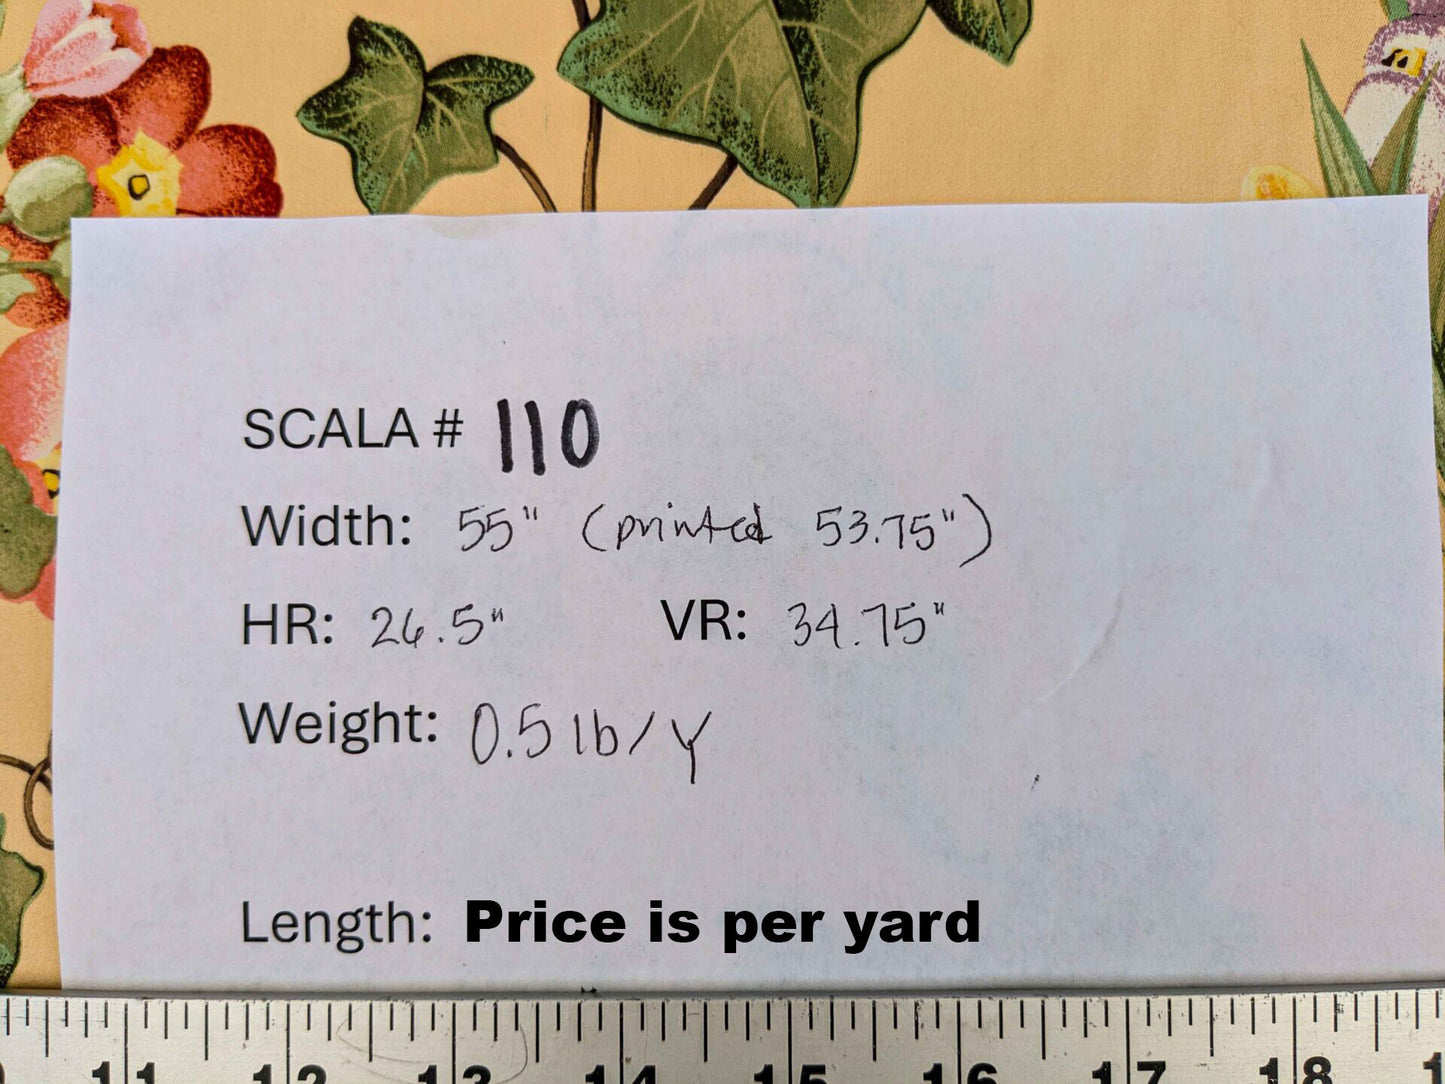 SCALA # 110
Width: 55" (printed 53.75")
HR: 26.5" VR: 34.75"
Weight: 0.5 lb/Y
Length: Price is per yard
11 12 13 14 15 16 17 18